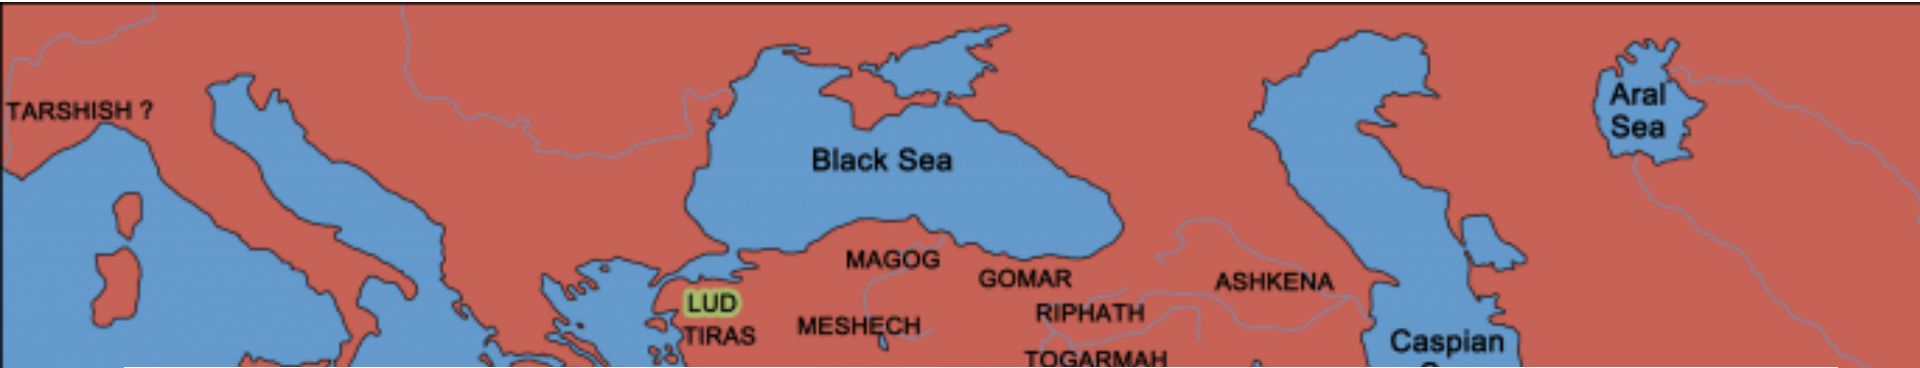 TARSHISH ?
Black Sea
Aral
Sea
MAGOG
GOMAR
ASHKENA
LUD
RIPHATH
TIRAS
MESHECH
TOGARMAH
Caspian